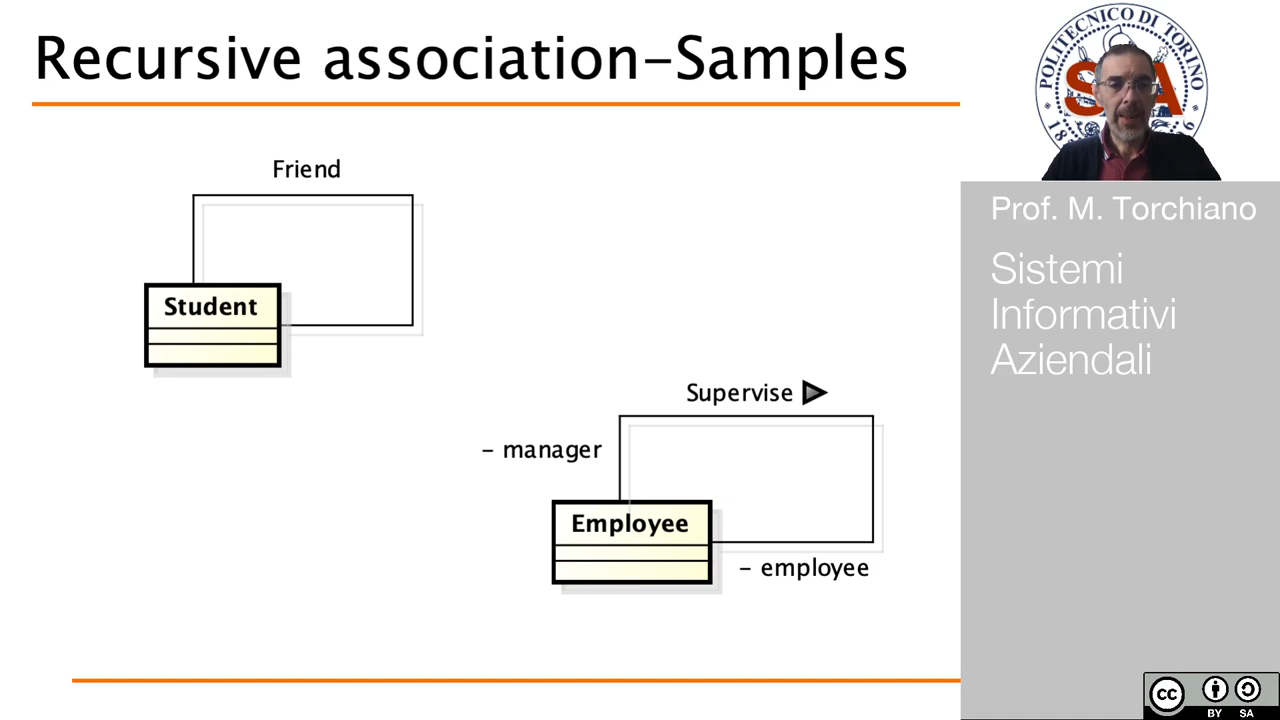 Recursive association-Samples
Friend
Student
Supervise
- manager
Employee
- employee
POLITECNICO DI TORINO
Prof. M. Torchiano
Sistemi
Informativi
Aziendali
cc
BY SA